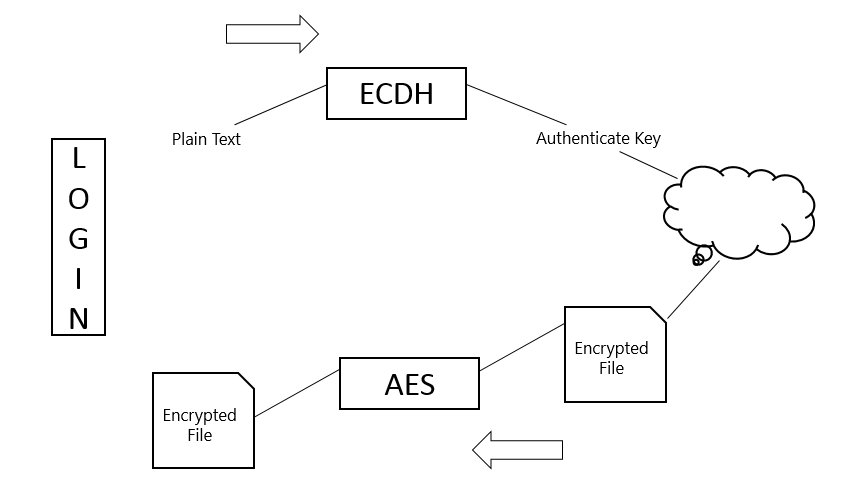 ECDH
Plain Text
Authenticate Key
L
O
G
I
N
Encrypted
File
AES
Encrypted
File